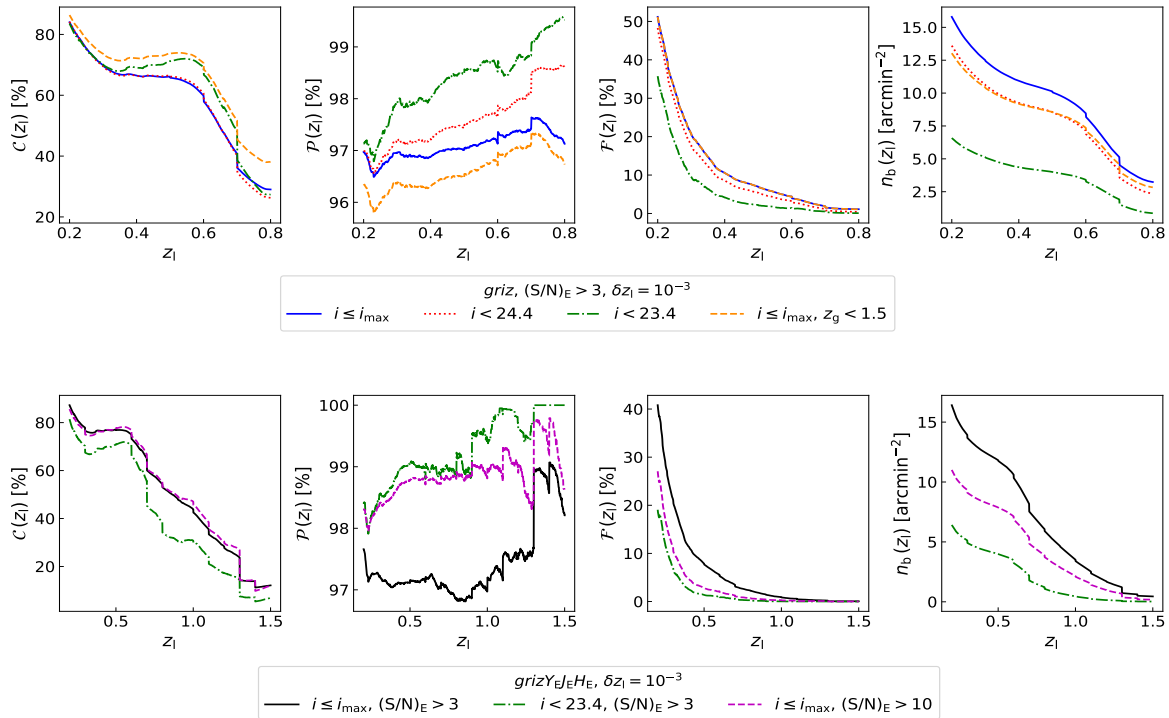 80
60
40
20
0.2 0.4 0.6 0.8
z_l
𝒞(z_l) [%]
99
98
97
96
0.2 0.4 0.6 0.8
z_l
𝒫(z_l) [%]
50
40
30
20
10
0
0.2 0.4 0.6 0.8
z_l
ℱ(z_l) [%]
15.0
12.5
10.0
7.5
5.0
2.5
0.2 0.4 0.6 0.8
z_l
n_b(z_l) [arcmin⁻²]
griz, (S/N)_E > 3, δz_l = 10⁻³
i ≤ i_max i < 24.4 i < 23.4 i ≤ i_max, z_g < 1.5
80
60
40
20
0.5 1.0 1.5
z_l
𝒞(z_l) [%]
100
99
98
97
0.5 1.0 1.5
z_l
𝒫(z_l) [%]
40
30
20
10
0
0.5 1.0 1.5
z_l
ℱ(z_l) [%]
15
10
5
0
0.5 1.0 1.5
z_l
n_b(z_l) [arcmin⁻²]
grizY_EJ_EH_E, δz_l = 10⁻³
i ≤ i_max, (S/N)_E > 3 i < 23.4, (S/N)_E > 3 i ≤ i_max, (S/N)_E > 10